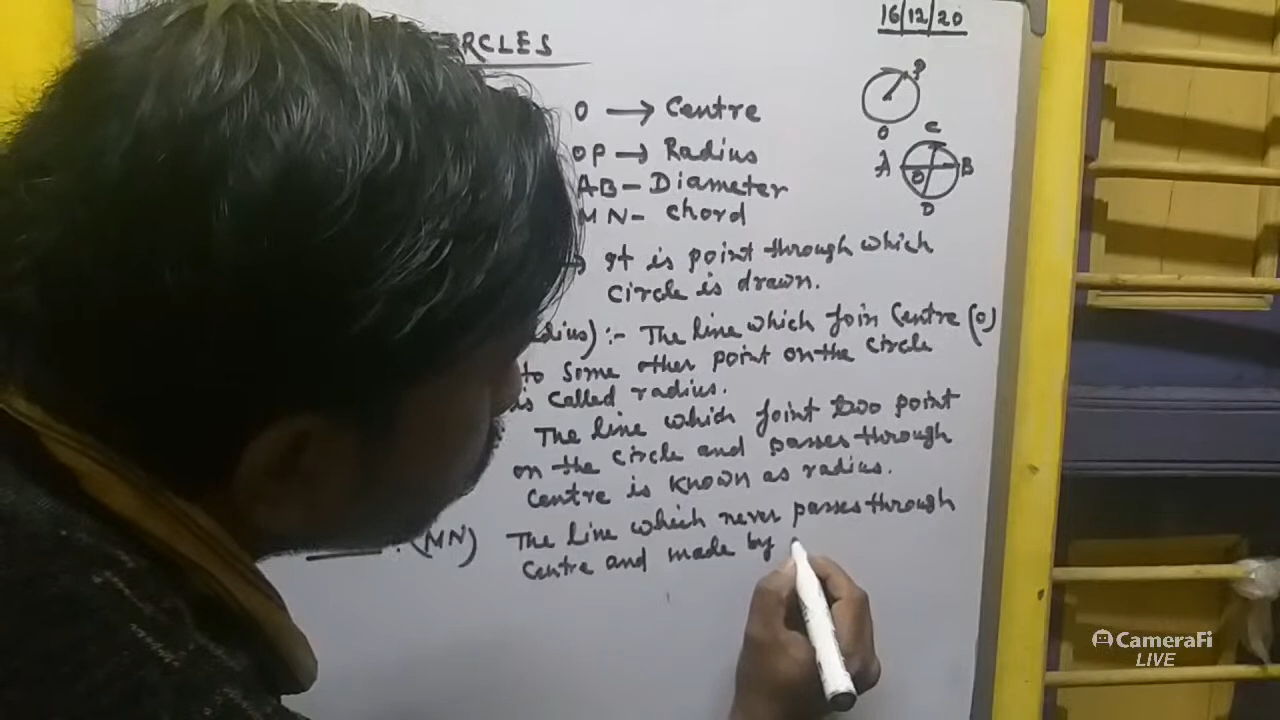 16/12/20
RCLES
O → Centre
OP → Radius
AB - Diameter
MN - chord
P
O
C
A
B
O
D
→ It is point through which
circle is drawn.
dius) :- The line which join Centre (O)
to some other point on the circle
is called radius.
The line which joint two point
on the circle and passes through
Centre is known as radius.
(MN) The line which never passes through
Centre and made by
CameraFi
LIVE